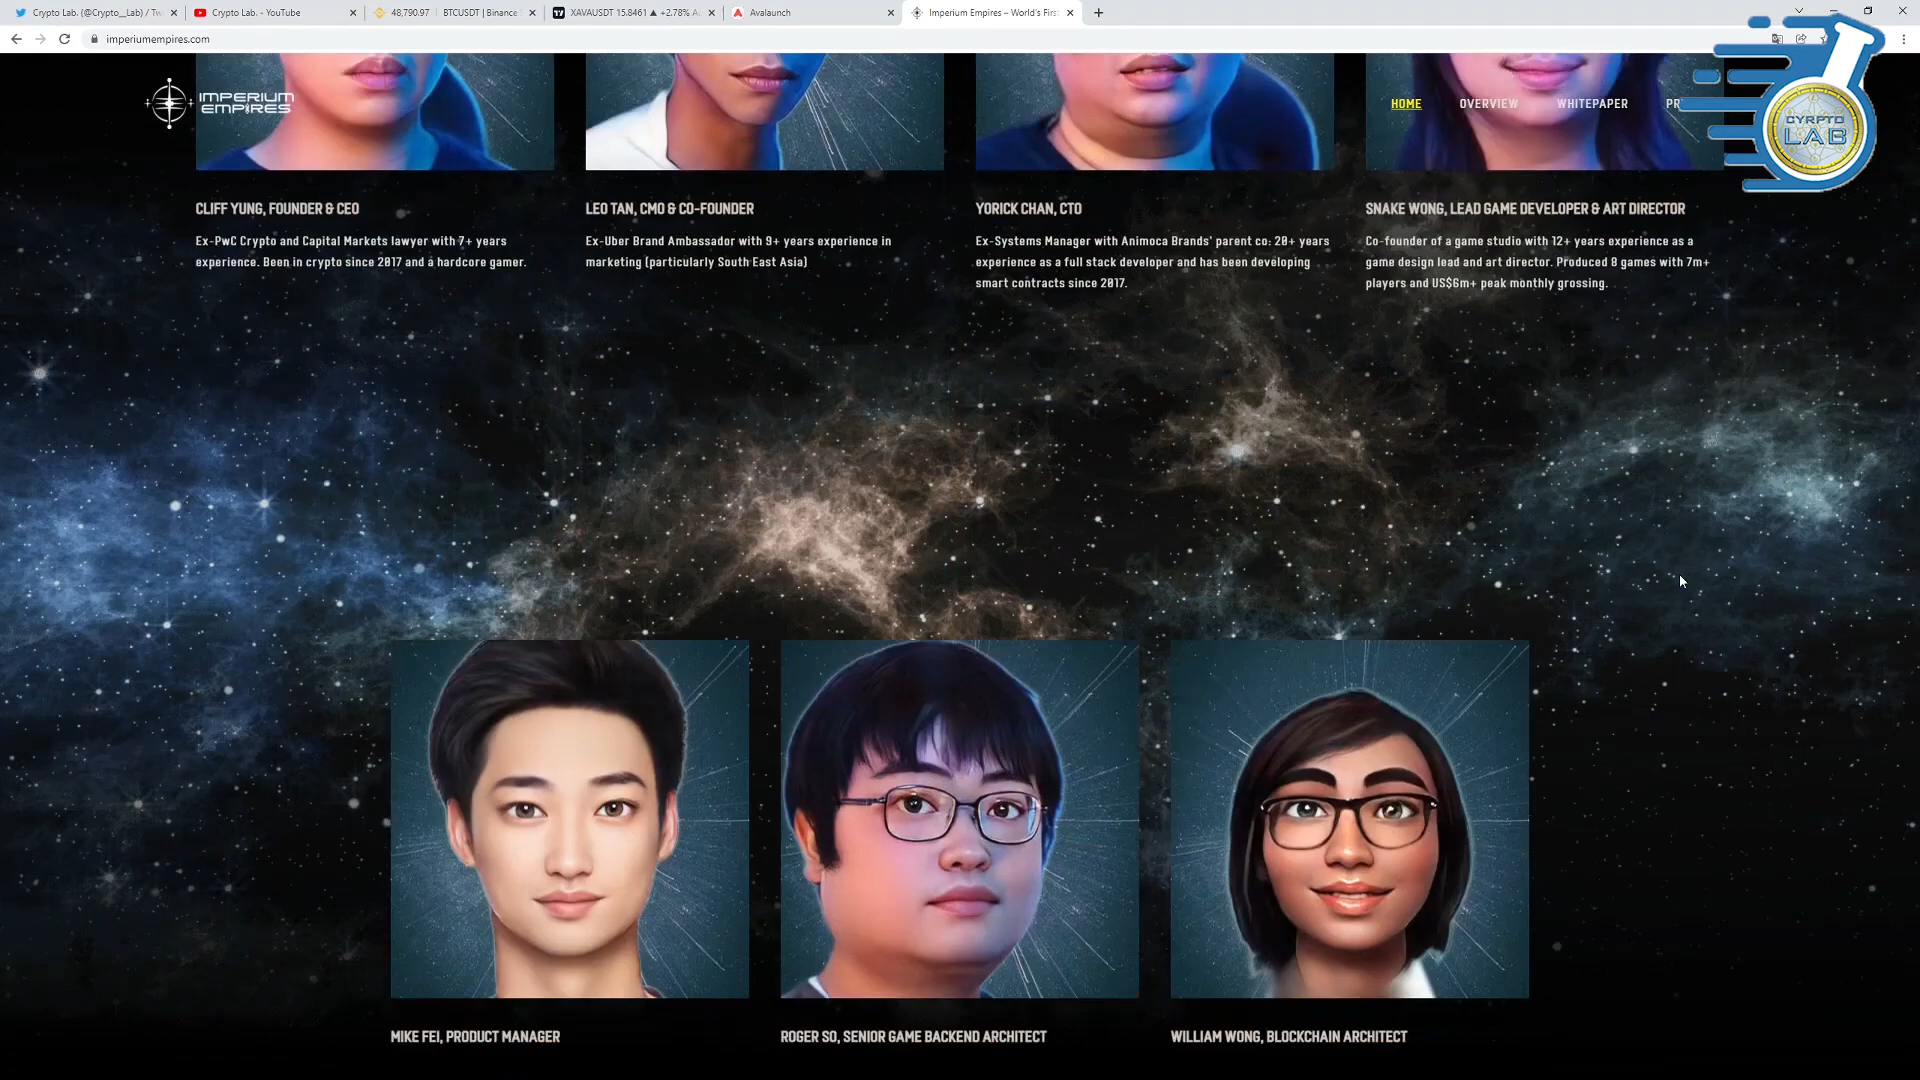 Crypto Lab. (@Crypto__Lab) / Tw
Crypto Lab. - YouTube
48,790.97 | BTCUSDT | Binance
XAVAUSDT 15.8461 ▲ +2.78%
Avalaunch
Imperium Empires – World's First
imperiumempires.com
IMPERIUM
EMPIRES
HOME
OVERVIEW
WHITEPAPER
CYRPTO
LAB
CLIFF YUNG, FOUNDER & CEO
Ex-PwC Crypto and Capital Markets lawyer with 7+ years
experience. Been in crypto since 2017 and a hardcore gamer.
LEO TAN, CMO & CO-FOUNDER
Ex-Uber Brand Ambassador with 9+ years experience in
marketing (particularly South East Asia)
YORICK CHAN, CTO
Ex-Systems Manager with Animoca Brands' parent co: 20+ years
experience as a full stack developer and has been developing
smart contracts since 2017.
SNAKE WONG, LEAD GAME DEVELOPER & ART DIRECTOR
Co-founder of a game studio with 12+ years experience as a
game design lead and art director. Produced 8 games with 7m+
players and US$6m+ peak monthly grossing.
MIKE FEI, PRODUCT MANAGER
ROGER SO, SENIOR GAME BACKEND ARCHITECT
WILLIAM WONG, BLOCKCHAIN ARCHITECT